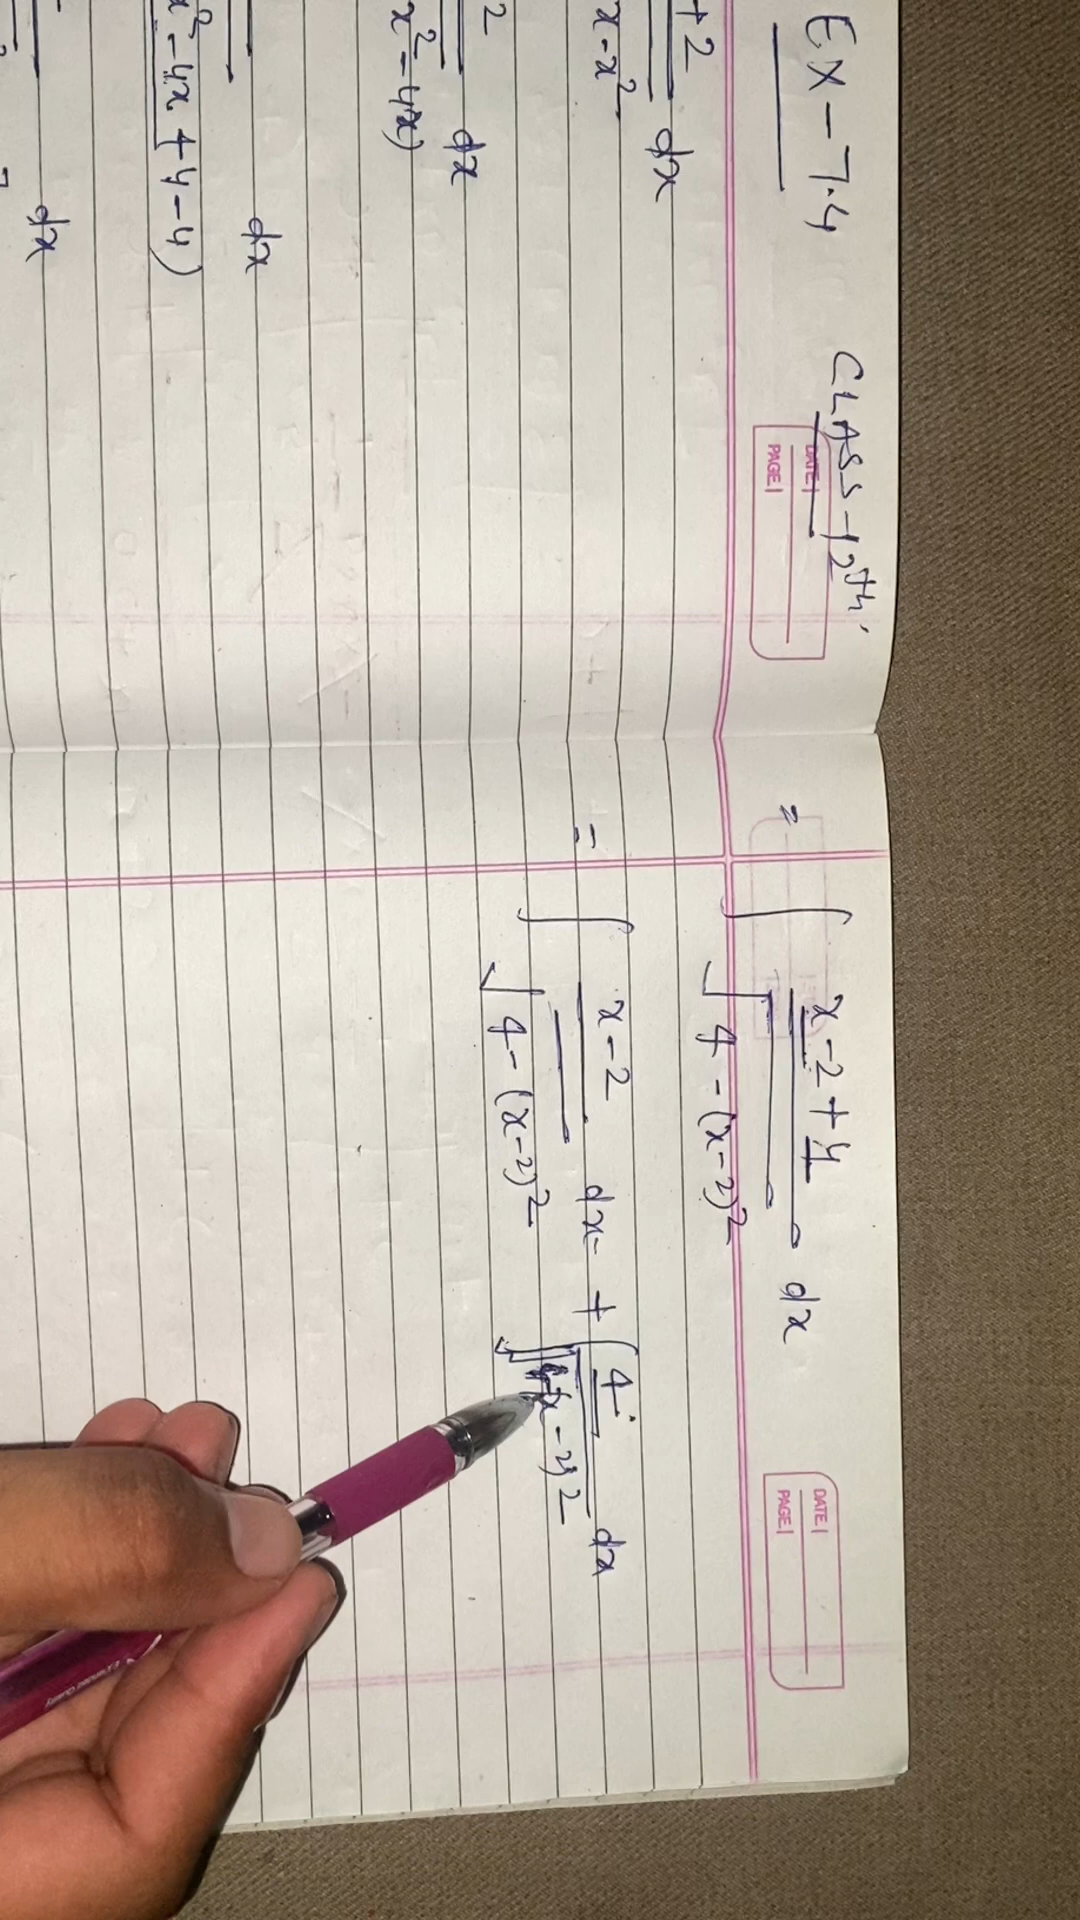 EX-7.4 CLASS-12th.
DATE
PAGE
+2
x-x² dx
2
x²-4x) dx
dx
x²-4x+4-4)
dx
DATE
PAGE
= ∫ x-2+4
√4-(x-2)² dx
= ∫ x-2 dx + ∫ 4 dx
√4-(x-2)²
x-2)²